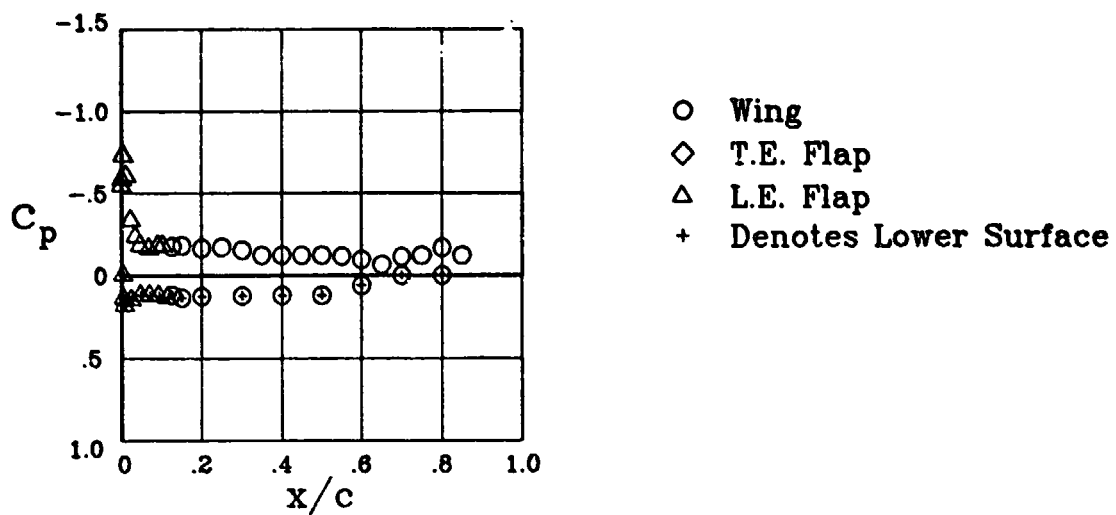 -1.5
-1.0
-.5
Cp
0
.5
1.0
0 .2 .4 .6 .8 1.0
x/c
Wing
T.E. Flap
L.E. Flap
+ Denotes Lower Surface